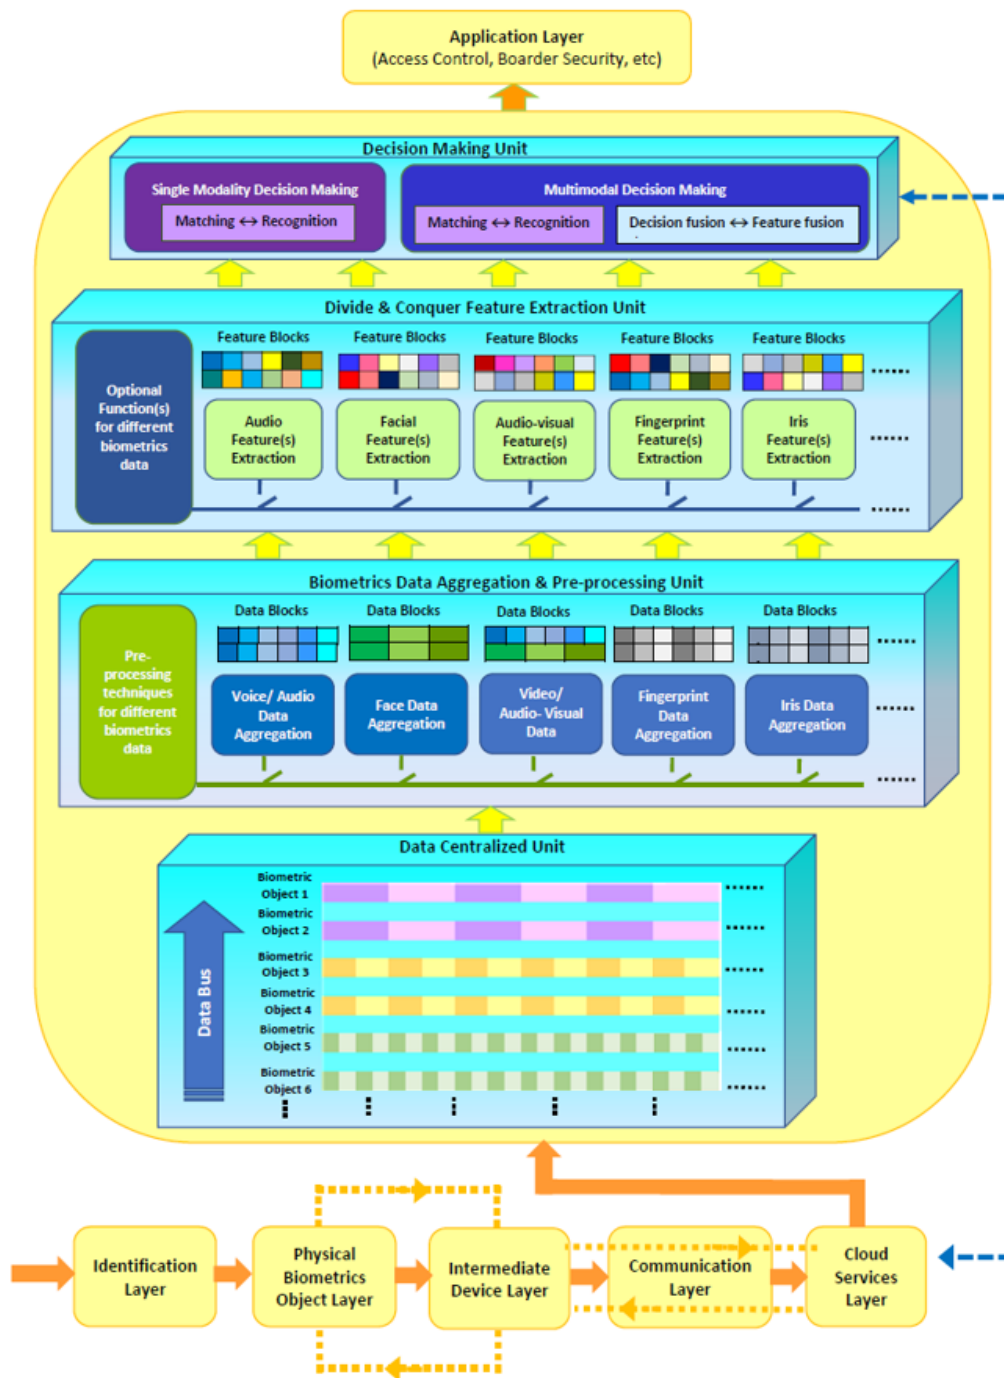 Application Layer
(Access Control, Boarder Security, etc)
Decision Making Unit
Single Modality Decision Making
Matching ↔ Recognition
Multimodal Decision Making
Matching ↔ Recognition
Decision fusion ↔ Feature fusion
Divide & Conquer Feature Extraction Unit
Optional
Function(s)
for different
biometrics
data
Feature Blocks
Feature Blocks
Feature Blocks
Feature Blocks
Feature Blocks
Audio
Feature(s)
Extraction
Facial
Feature(s)
Extraction
Audio-visual
Feature(s)
Extraction
Fingerprint
Feature(s)
Extraction
Iris
Feature(s)
Extraction
Biometrics Data Aggregation & Pre-processing Unit
Pre-
processing
techniques
for different
biometrics
data
Data Blocks
Data Blocks
Data Blocks
Data Blocks
Data Blocks
Voice/ Audio
Data
Aggregation
Face Data
Aggregation
Video/
Audio- Visual
Data
Fingerprint
Data
Aggregation
Iris Data
Aggregation
Data Centralized Unit
Data Bus
Biometric
Object 1
Biometric
Object 2
Biometric
Object 3
Biometric
Object 4
Biometric
Object 5
Biometric
Object 6
Identification
Layer
Physical
Biometrics
Object Layer
Intermediate
Device Layer
Communication
Layer
Cloud
Services
Layer